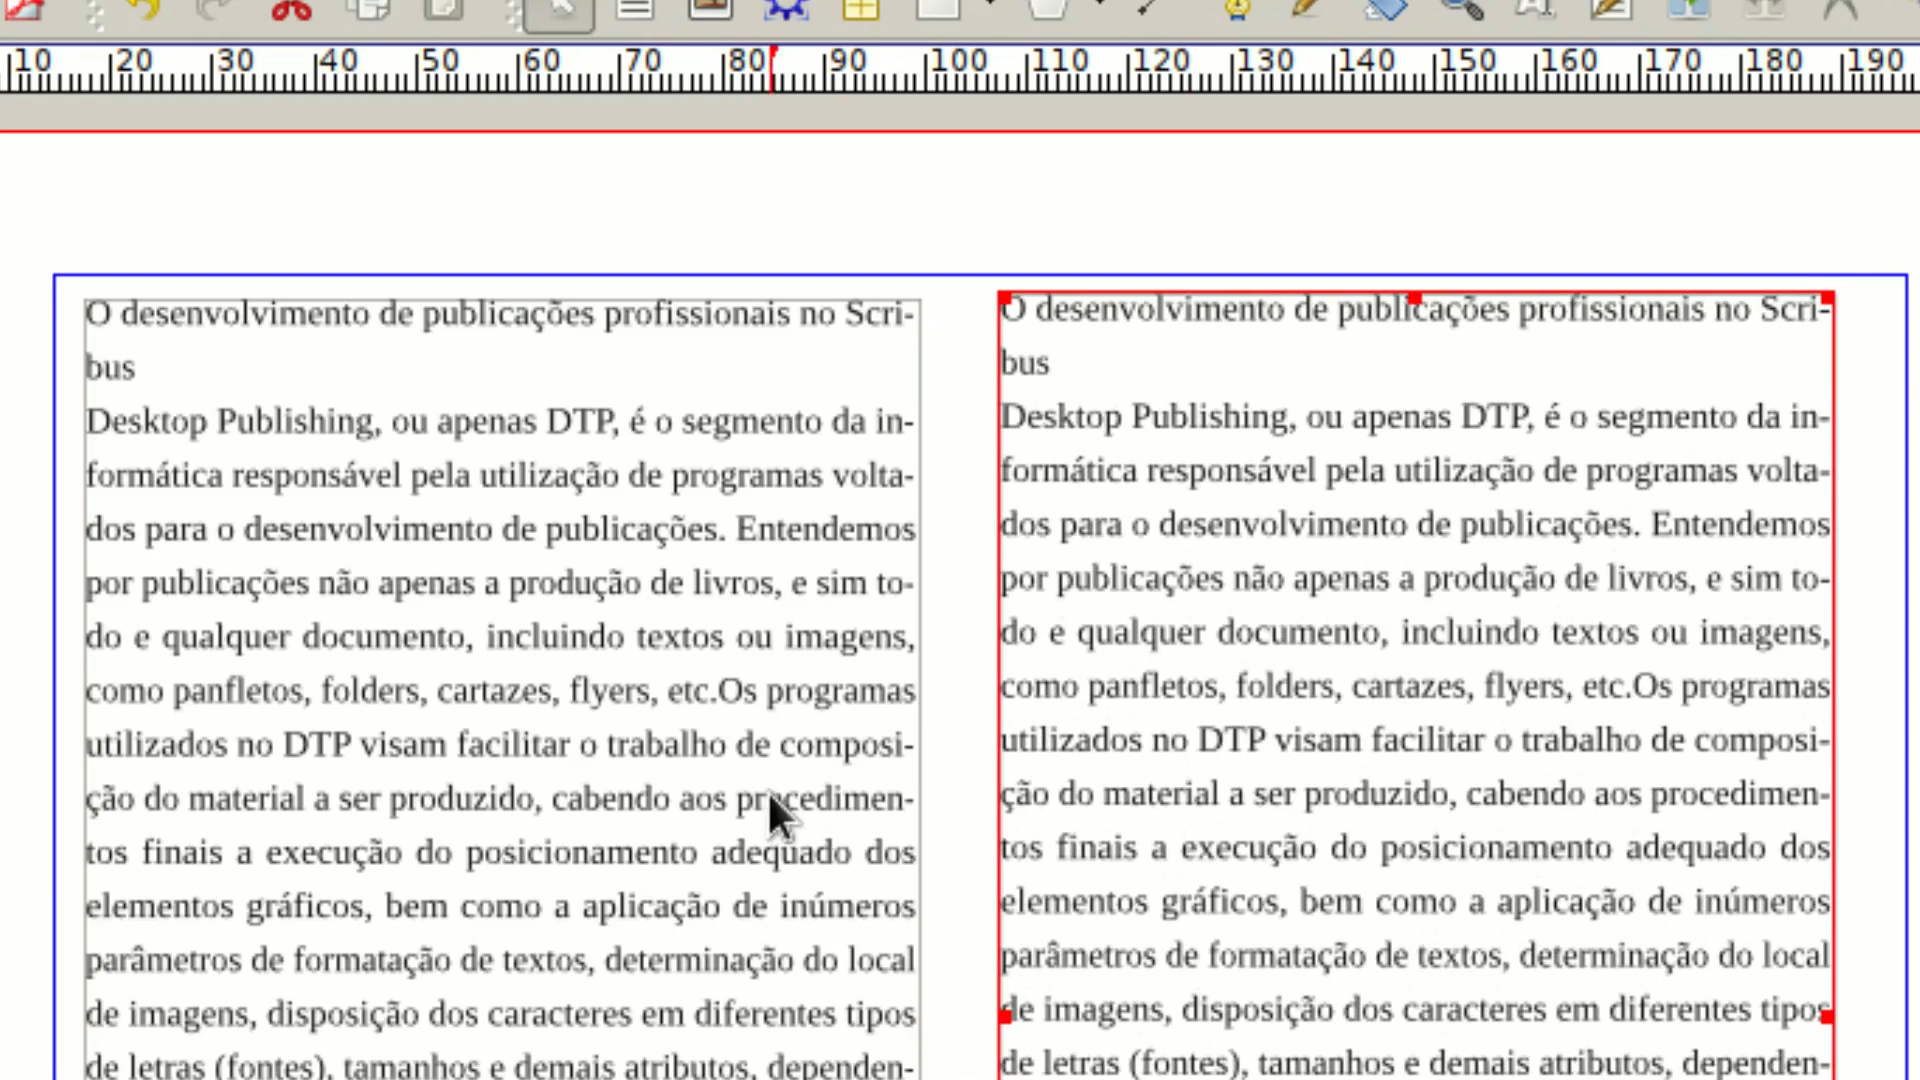 10 20 30 40 50 60 70 80 90 100 110 120 130 140 150 160 170 180 190
O desenvolvimento de publicações profissionais no Scri-
bus
Desktop Publishing, ou apenas DTP, é o segmento da in-
formática responsável pela utilização de programas volta-
dos para o desenvolvimento de publicações. Entendemos
por publicações não apenas a produção de livros, e sim to-
do e qualquer documento, incluindo textos ou imagens,
como panfletos, folders, cartazes, flyers, etc.Os programas
utilizados no DTP visam facilitar o trabalho de composi-
ção do material a ser produzido, cabendo aos procedimen-
tos finais a execução do posicionamento adequado dos
elementos gráficos, bem como a aplicação de inúmeros
parâmetros de formatação de textos, determinação do local
de imagens, disposição dos caracteres em diferentes tipos
de letras (fontes), tamanhos e demais atributos, dependen-
O desenvolvimento de publicações profissionais no Scri-
bus
Desktop Publishing, ou apenas DTP, é o segmento da in-
formática responsável pela utilização de programas volta-
dos para o desenvolvimento de publicações. Entendemos
por publicações não apenas a produção de livros, e sim to-
do e qualquer documento, incluindo textos ou imagens,
como panfletos, folders, cartazes, flyers, etc.Os programas
utilizados no DTP visam facilitar o trabalho de composi-
ção do material a ser produzido, cabendo aos procedimen-
tos finais a execução do posicionamento adequado dos
elementos gráficos, bem como a aplicação de inúmeros
parâmetros de formatação de textos, determinação do local
de imagens, disposição dos caracteres em diferentes tipos
de letras (fontes), tamanhos e demais atributos, dependen-